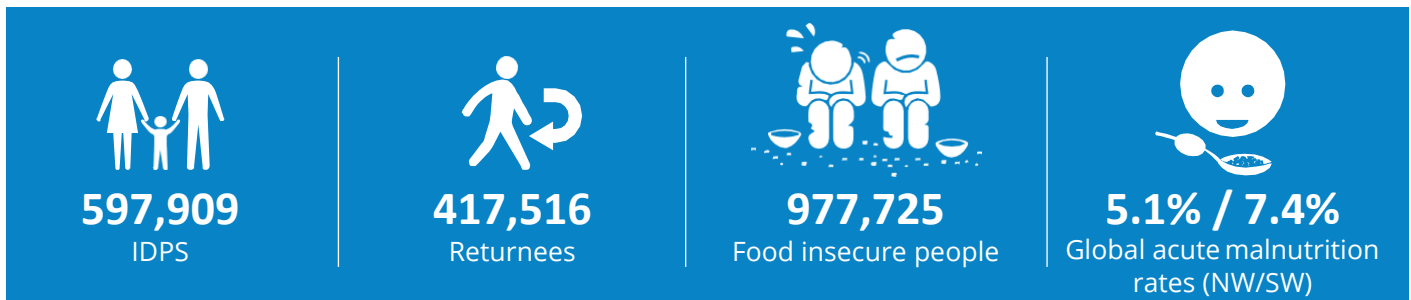 597,909
IDPS
417,516
Returnees
977,725
Food insecure people
5.1% / 7.4%
Global acute malnutrition
rates (NW/SW)